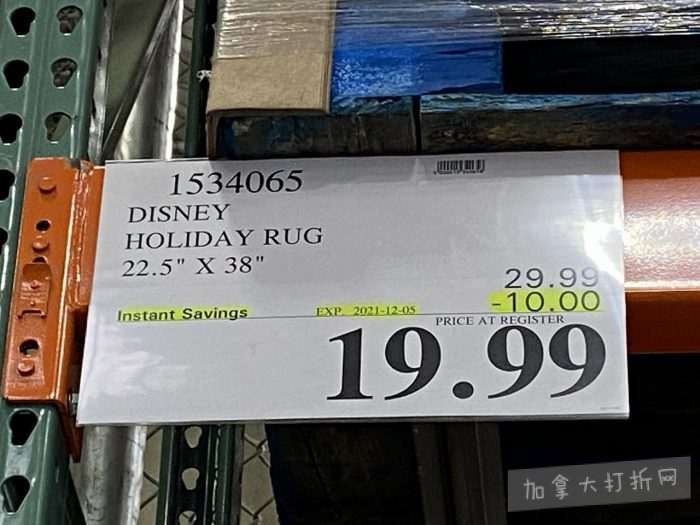 1534065
DISNEY
HOLIDAY RUG
22.5" X 38"
29.99
Instant Savings EXP. 2021-12-05 -10.00
PRICE AT REGISTER
19.99
加拿大打折网